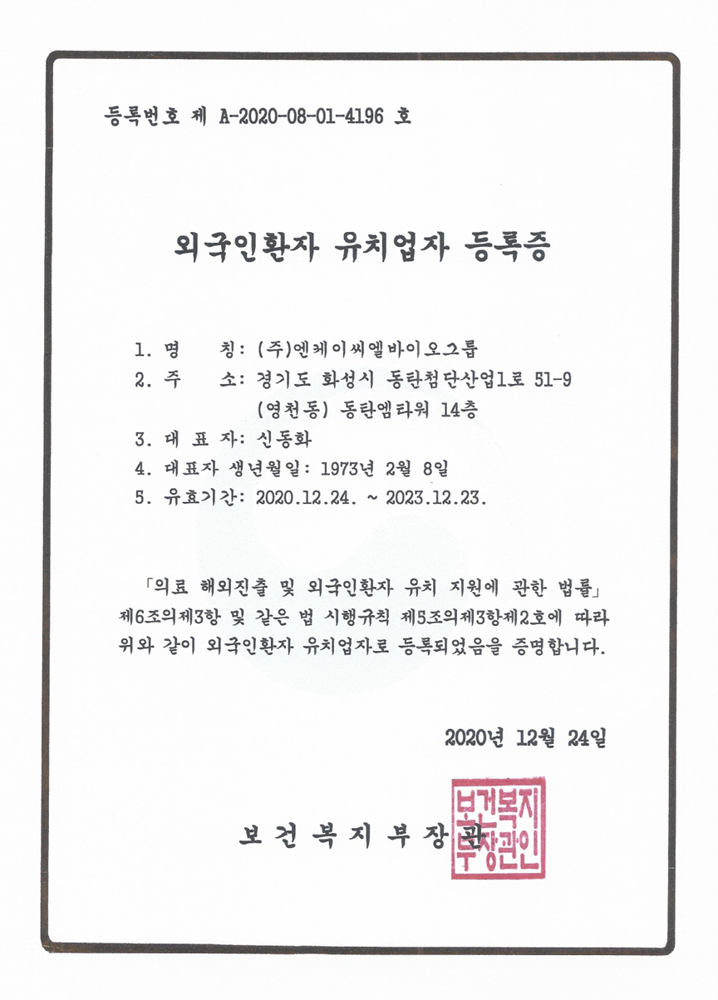 등록번호 제 A-2020-08-01-4196 호
외국인환자 유치업자 등록증
1. 명 칭: (주)엔케이씨엘바이오그룹
2. 주 소: 경기도 화성시 동탄첨단산업1로 51-9
(영천동) 동탄엠타워 14층
3. 대 표 자: 신동화
4. 대표자 생년월일: 1973년 2월 8일
5. 유효기간: 2020.12.24. ~ 2023.12.23.
「의료 해외진출 및 외국인환자 유치 지원에 관한 법률」
제6조의제3항 및 같은 법 시행규칙 제5조의제3항제2호에 따라
위와 같이 외국인환자 유치업자로 등록되었음을 증명합니다.
2020년 12월 24일
보 건 복 지 부 장 관
보건복지
부장관인